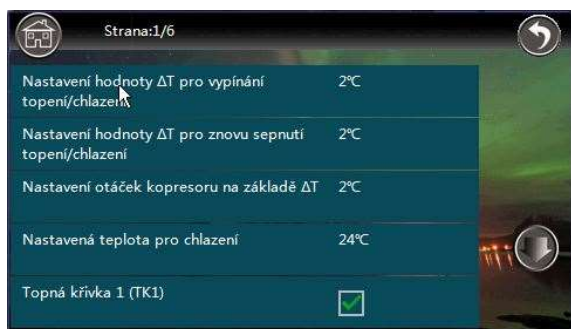 Strana:1/6
Nastavení hodnoty ΔT pro vypínání 2℃
topení/chlazení
Nastavení hodnoty ΔT pro znovu sepnutí 2℃
topení/chlazení
Nastavení otáček kopresoru na základě ΔT 2℃
Nastavená teplota pro chlazení 24℃
Topná křivka 1 (TK1)